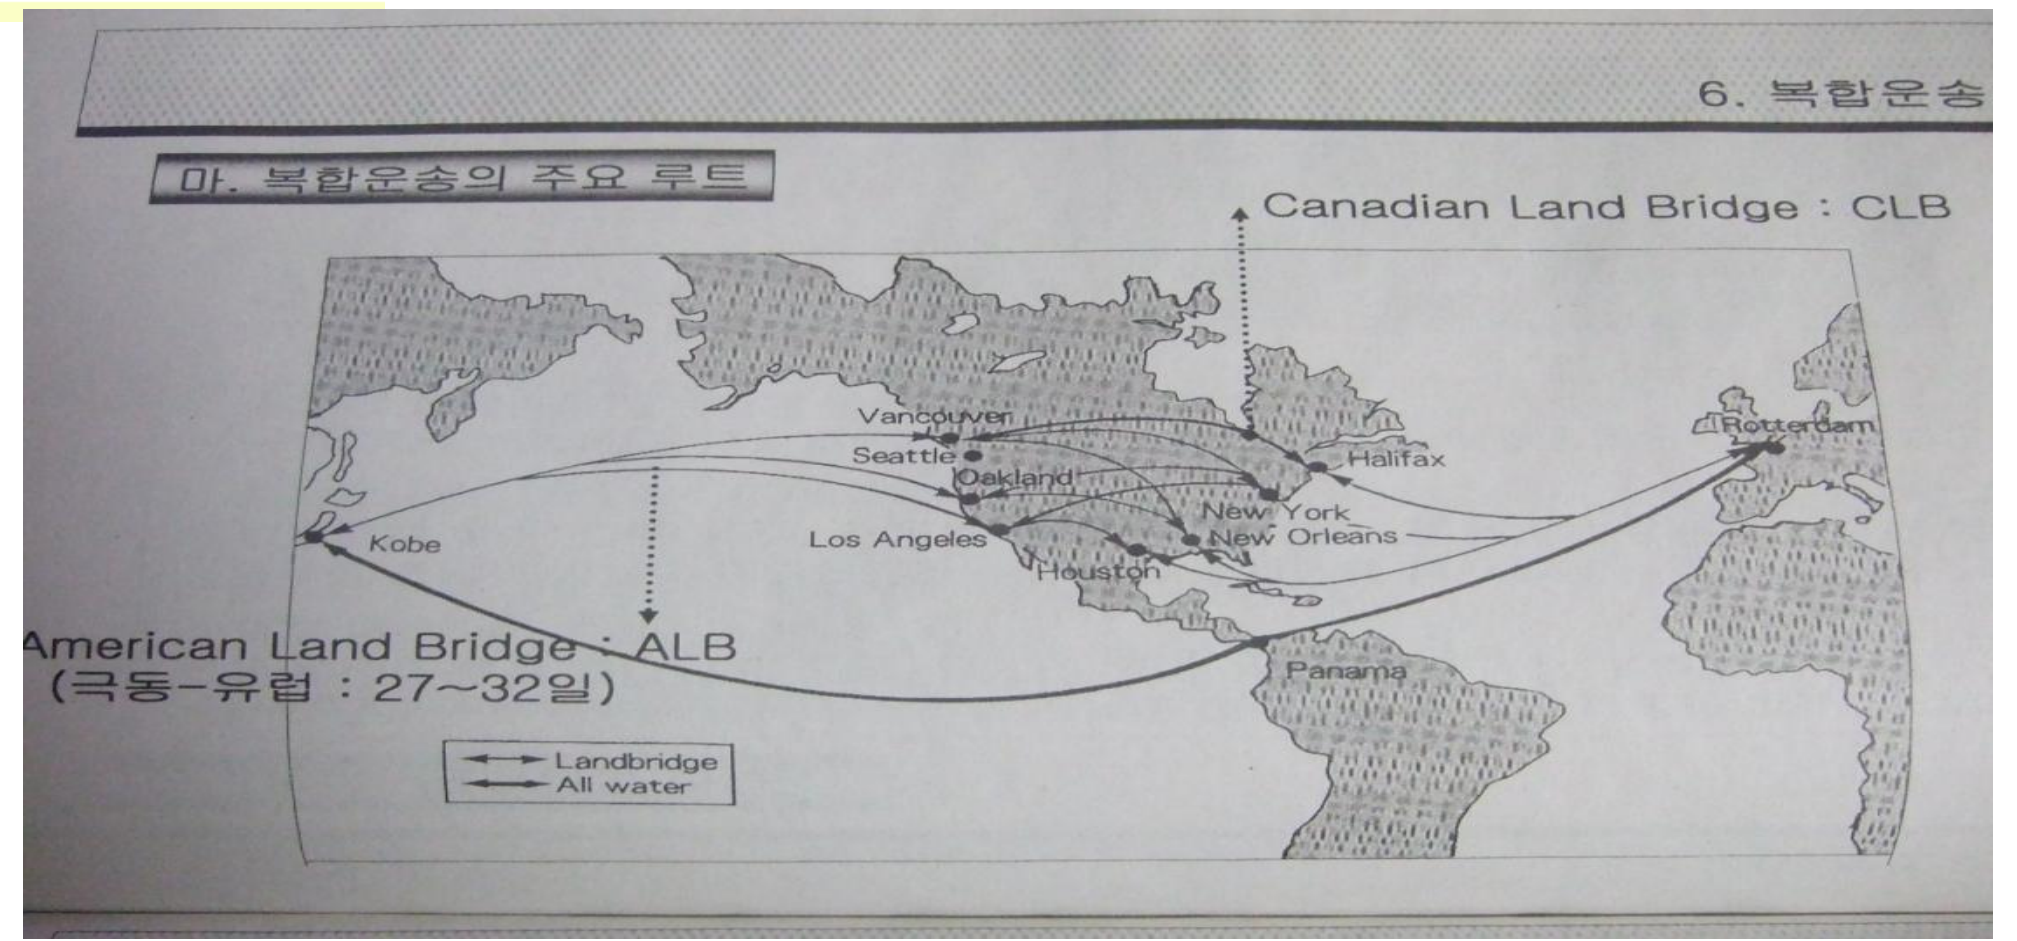 6. 복합운송
마. 복합운송의 주요 루트
Canadian Land Bridge : CLB
Vancouver
Seattle
Oakland
Los Angeles
Kobe
Halifax
Rotterdam
New York
New Orleans
Houston
Panama
American Land Bridge : ALB
(극동-유럽 : 27~32일)
Landbridge
All water